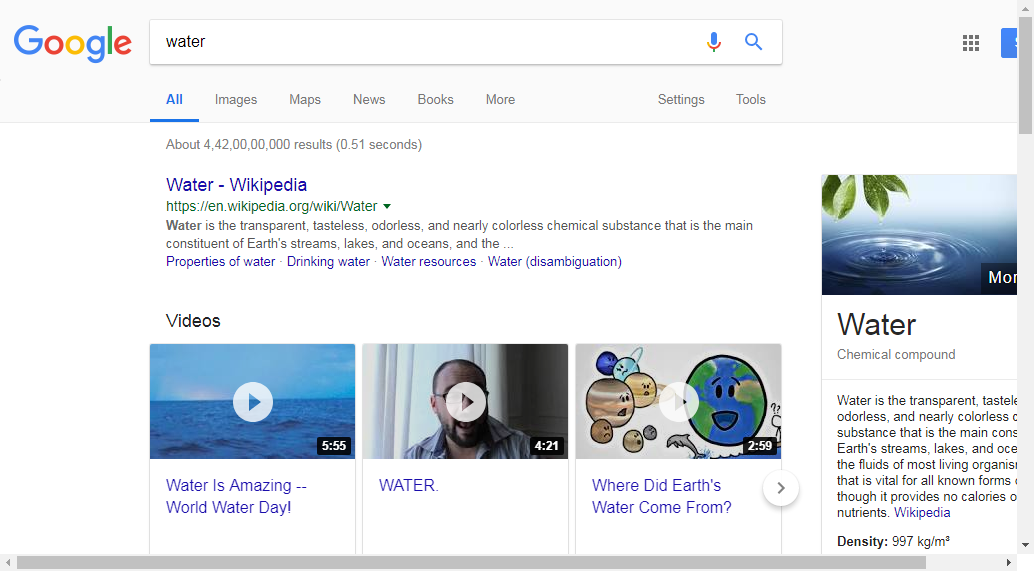 Google
water
All Images Maps News Books More Settings Tools
About 4,42,00,00,000 results (0.51 seconds)
Water - Wikipedia
https://en.wikipedia.org/wiki/Water
Water is the transparent, tasteless, odorless, and nearly colorless chemical substance that is the main
constituent of Earth's streams, lakes, and oceans, and the ...
Properties of water · Drinking water · Water resources · Water (disambiguation)
Videos
5:55
4:21
2:59
Water Is Amazing --
World Water Day!
WATER.
Where Did Earth's
Water Come From?
Mor
Water
Chemical compound
Water is the transparent, tastele
odorless, and nearly colorless c
substance that is the main cons
Earth's streams, lakes, and oce
the fluids of most living organis
that is vital for all known forms o
though it provides no calories o
nutrients. Wikipedia
Density: 997 kg/m³